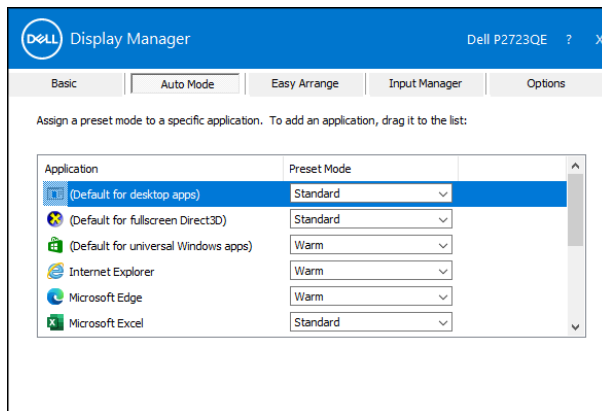 DELL Display Manager Dell P2723QE ? X
Basic Auto Mode Easy Arrange Input Manager Options
Assign a preset mode to a specific application. To add an application, drag it to the list:
Application Preset Mode
(Default for desktop apps) Standard
(Default for fullscreen Direct3D) Standard
(Default for universal Windows apps) Warm
Internet Explorer Warm
Microsoft Edge Warm
Microsoft Excel Standard